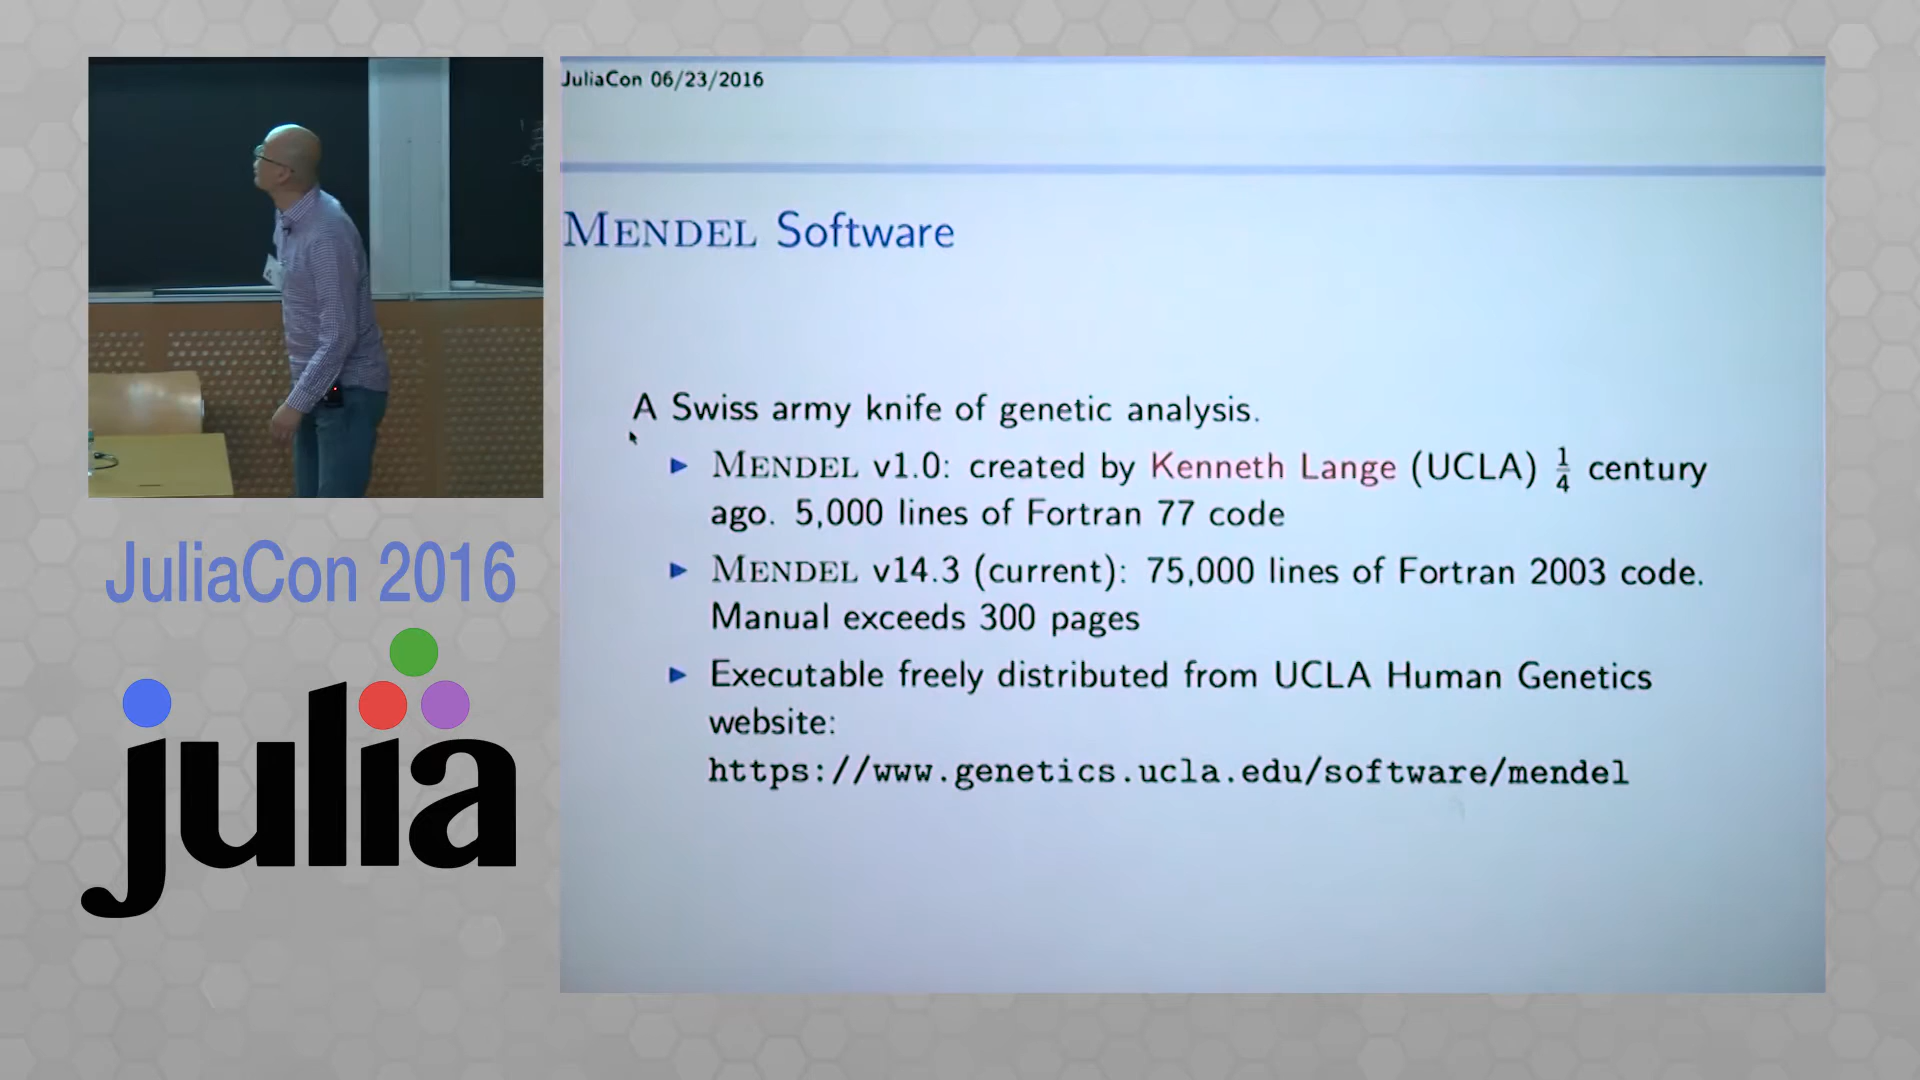 JuliaCon 06/23/2016
MENDEL Software
A Swiss army knife of genetic analysis.
MENDEL v1.0: created by Kenneth Lange (UCLA) 1/4 century
ago. 5,000 lines of Fortran 77 code
MENDEL v14.3 (current): 75,000 lines of Fortran 2003 code.
Manual exceeds 300 pages
Executable freely distributed from UCLA Human Genetics
website:
https://www.genetics.ucla.edu/software/mendel
JuliaCon 2016
julia